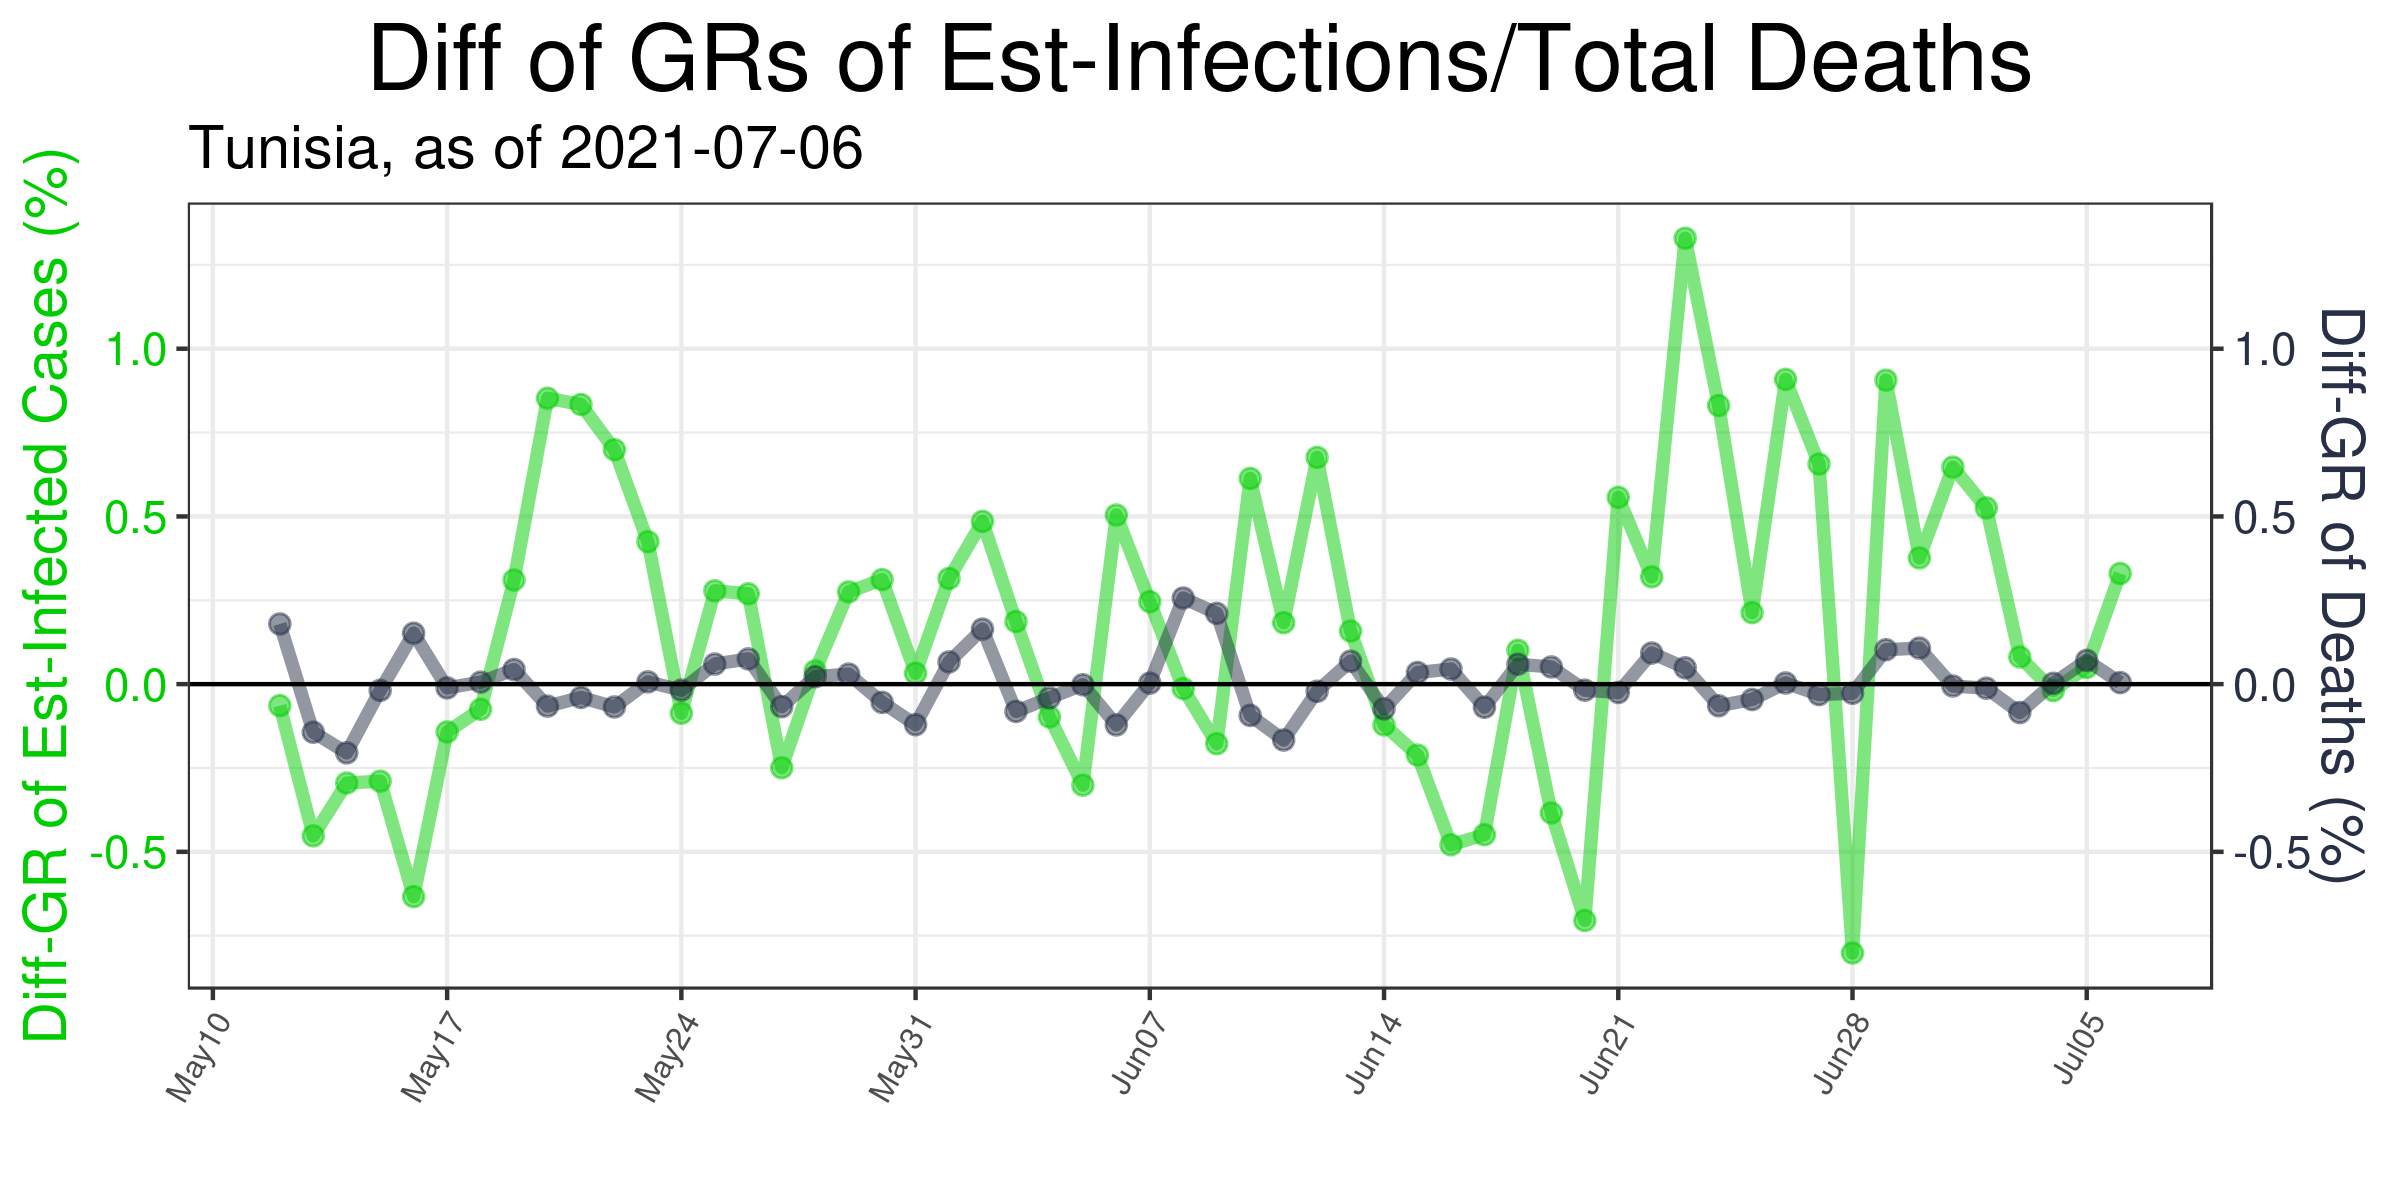 Diff of GRs of Est-Infections/Total Deaths
Tunisia, as of 2021-07-06
Diff-GR of Est-Infected Cases (%)
1.0
0.5
0.0
-0.5
1.0
0.5
0.0
-0.5
Diff-GR of Deaths (%)
May10
May17
May24
May31
Jun07
Jun14
Jun21
Jun28
Jul05